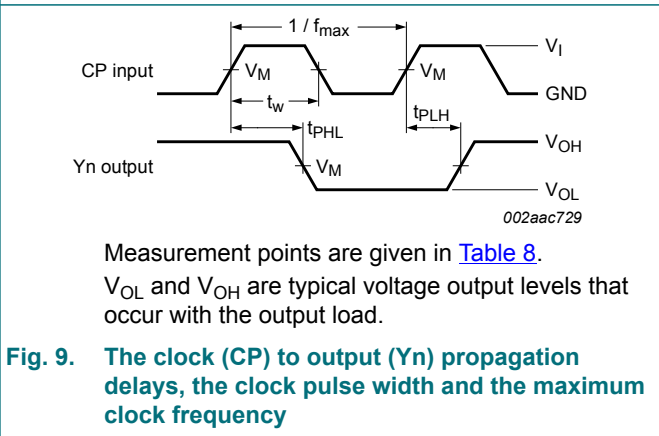 1 / fmax
VI
CP input
VM
VM
GND
tW
tPHL
tPLH
VOH
Yn output
VM
VOL
002aac729
Measurement points are given in Table 8.
VOL and VOH are typical voltage output levels that
occur with the output load.
Fig. 9. The clock (CP) to output (Yn) propagation
delays, the clock pulse width and the maximum
clock frequency